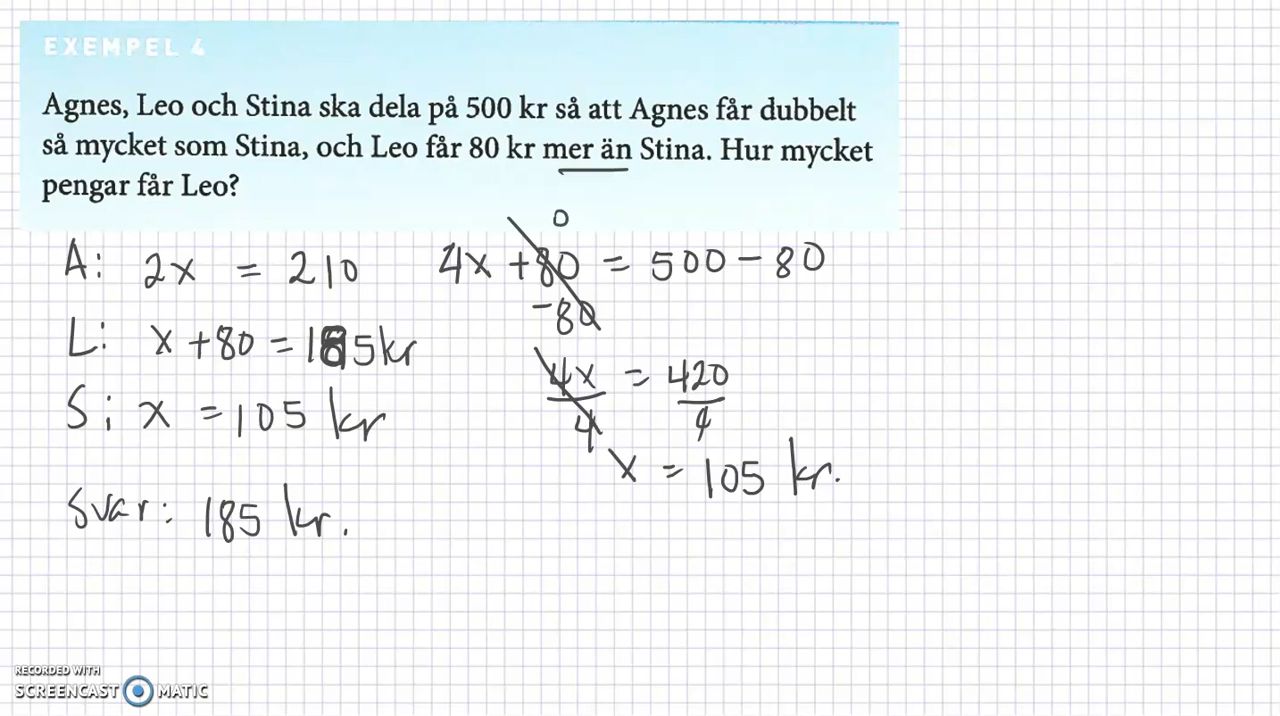 EXEMPEL 4
Agnes, Leo och Stina ska dela på 500 kr så att Agnes får dubbelt
så mycket som Stina, och Leo får 80 kr mer än Stina. Hur mycket
pengar får Leo?
A: 2x = 210
L: x + 80 = 185 kr
S: x = 105 kr
Svar: 185 kr.
0
4x + 80 = 500 - 80
-80
4x = 420
4 4
x = 105 kr.
RECORDED WITH
SCREENCAST MATIC